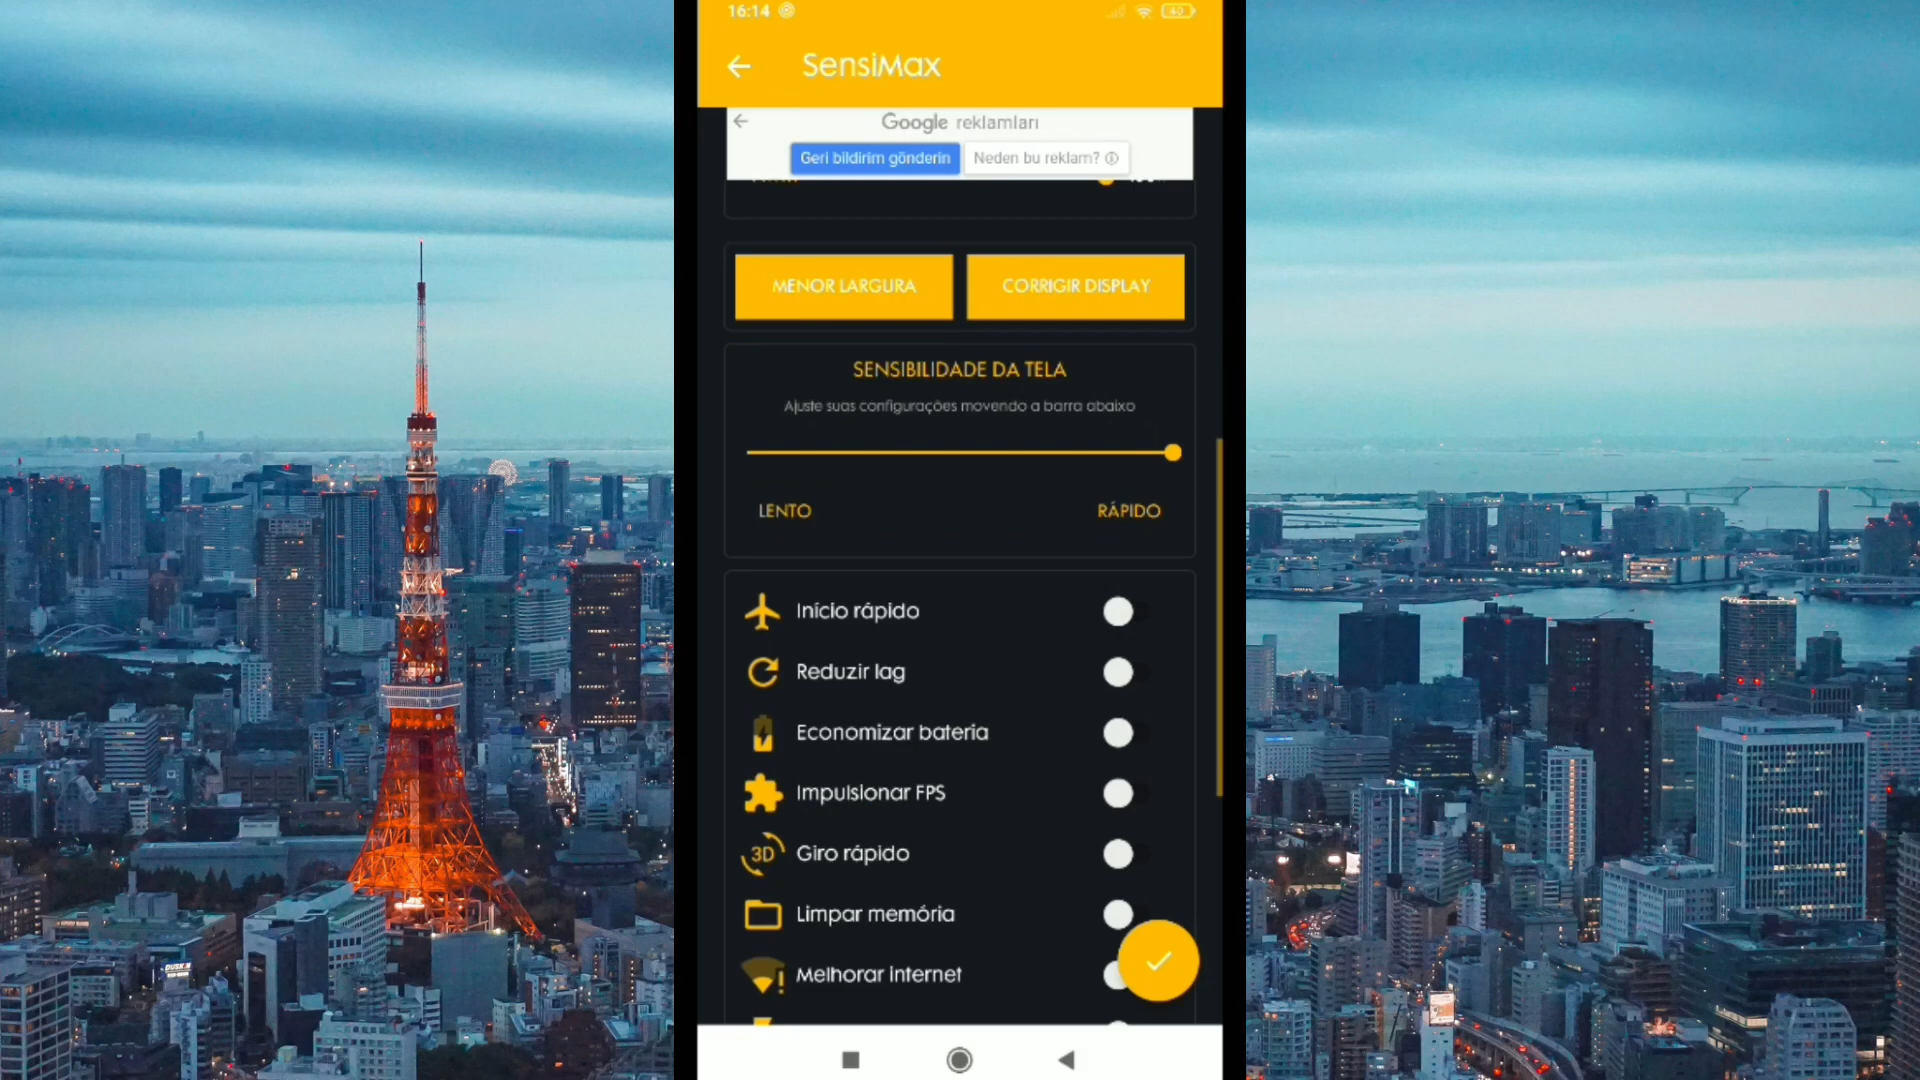 16:14
40
SensiMax
Google reklamları
Geri bildirim gönderin
Neden bu reklam?
MENOR LARGURA
CORRIGIR DISPLAY
SENSIBILIDADE DA TELA
Ajuste suas configurações movendo a barra abaixo
LENTO
RÁPIDO
Início rápido
Reduzir lag
Economizar bateria
Impulsionar FPS
3D Giro rápido
Limpar memória
Melhorar internet